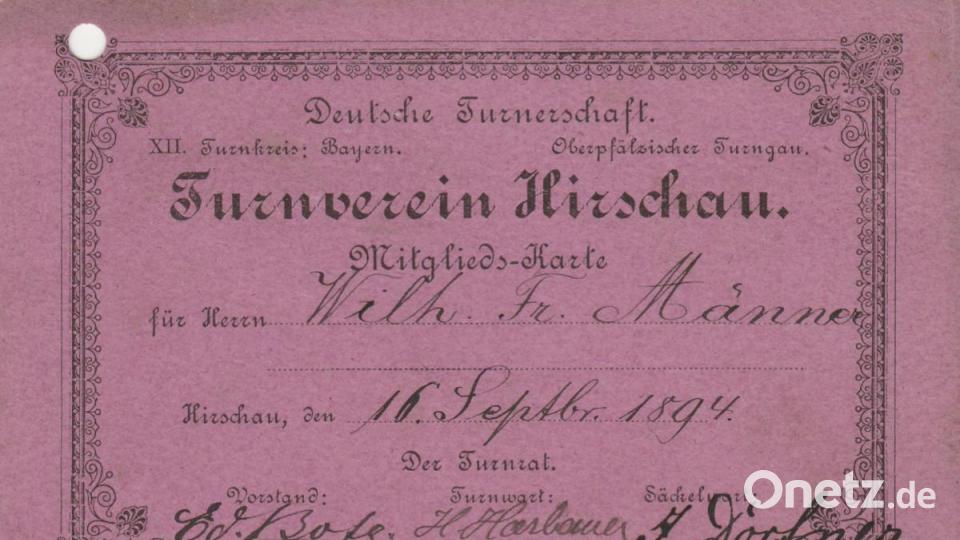 Deutsche Turnerschaft.
XII. Turnkreis: Bayern. Oberpfälzischer Turngau.
Turnverein Hirschau.
Mitglieds-Karte
für Herrn Wilh. Fr. Männer
Hirschau, den 16. Septbr. 1894.
Der Turnrat.
Vorstand: Turnwart:
Ed. Bote
Onetz.de